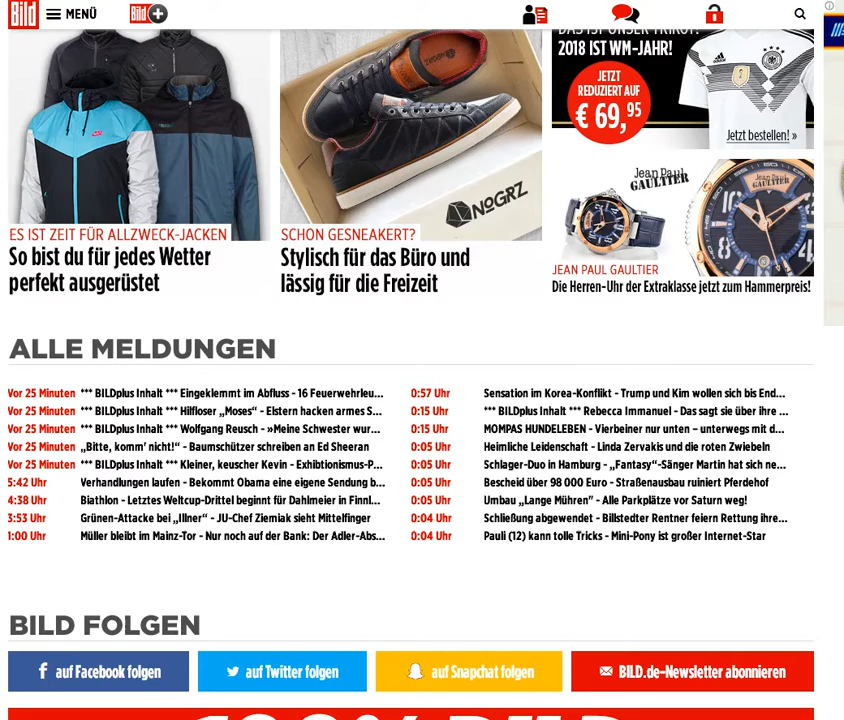 Bild
MENÜ
Bild
2018 IST WM-JAHR!
JETZT
REDUZIERT AUF
€ 69,95
Jetzt bestellen! »
NOGRZ
Jean Paul
GAULTIER
Jean Paul
GAULTIER
ES IST ZEIT FÜR ALLZWECK-JACKEN
So bist du für jedes Wetter
perfekt ausgerüstet
SCHON GESNEAKERT?
Stylisch für das Büro und
lässig für die Freizeit
JEAN PAUL GAULTIER
Die Herren-Uhr der Extraklasse jetzt zum Hammerpreis!
ALLE MELDUNGEN
Vor 25 Minuten *** BILDplus Inhalt *** Eingeklemmt im Abfluss - 16 Feuerwehrleu...
Vor 25 Minuten *** BILDplus Inhalt *** Hilfloser „Moses“ - Elstern hacken armes S...
Vor 25 Minuten *** BILDplus Inhalt *** Wolfgang Reusch - »Meine Schwester wur...
Vor 25 Minuten „Bitte, komm' nicht!“ - Baumschützer schreiben an Ed Sheeran
Vor 25 Minuten *** BILDplus Inhalt *** Kleiner, keuscher Kevin - Exhibtionismus-P...
5:42 Uhr Verhandlungen laufen - Bekommt Obama eine eigene Sendung b...
4:38 Uhr Biathlon - Letztes Weltcup-Drittel beginnt für Dahlmeier in Finnl...
3:53 Uhr Grünen-Attacke bei „Illner“ - JU-Chef Ziemiak sieht Mittelfinger
1:00 Uhr Müller bleibt im Mainz-Tor - Nur noch auf der Bank: Der Adler-Abs...
0:57 Uhr Sensation im Korea-Konflikt - Trump und Kim wollen sich bis End...
0:15 Uhr *** BILDplus Inhalt *** Rebecca Immanuel - Das sagt sie über ihre ...
0:15 Uhr MOMPAS HUNDELEBEN - Vierbeiner nur unten – unterwegs mit d...
0:05 Uhr Heimliche Leidenschaft - Linda Zervakis und die roten Zwiebeln
0:05 Uhr Schlager-Duo in Hamburg - „Fantasy“-Sänger Martin hat sich ne...
0:05 Uhr Bescheid über 98 000 Euro - Straßenausbau ruiniert Pferdehof
0:05 Uhr Umbau „Lange Mühren" - Alle Parkplätze vor Saturn weg!
0:04 Uhr Schließung abgewendet - Billstedter Rentner feiern Rettung ihre...
0:04 Uhr Pauli (12) kann tolle Tricks - Mini-Pony ist großer Internet-Star
BILD FOLGEN
auf Facebook folgen
auf Twitter folgen
auf Snapchat folgen
BILD.de-Newsletter abonnieren